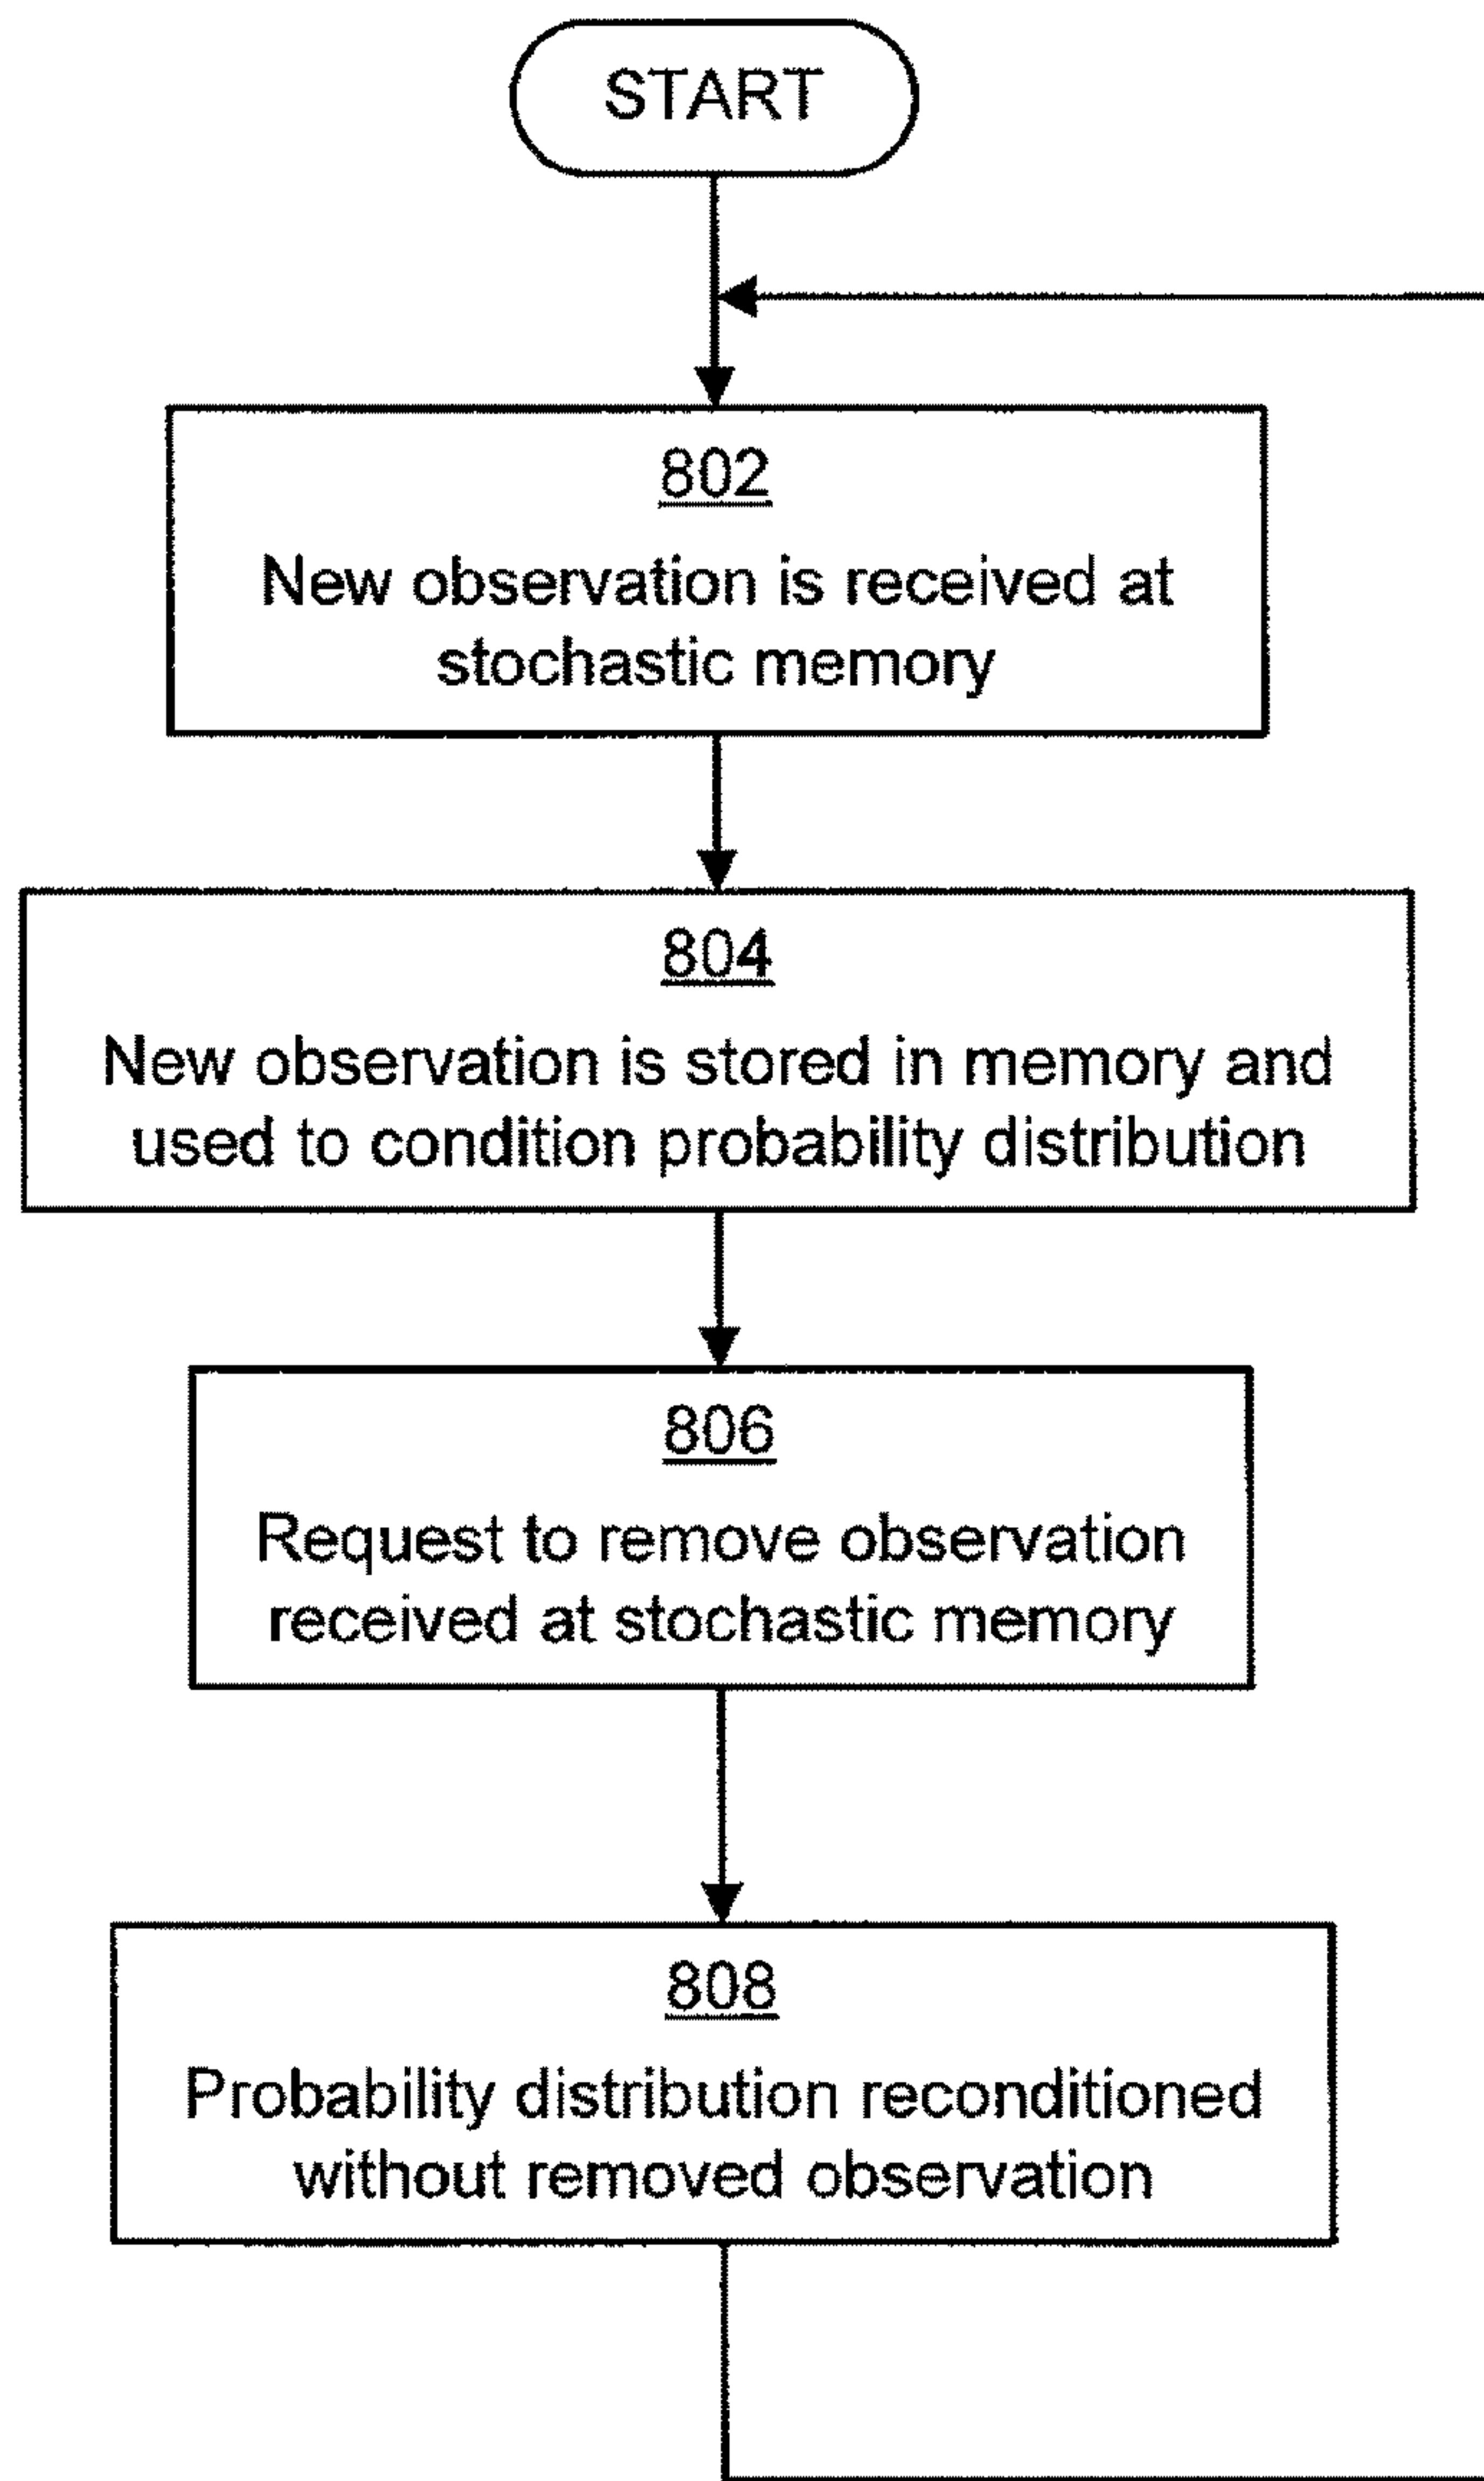 START
802
New observation is received at
stochastic memory
804
New observation is stored in memory and
used to condition probability distribution
806
Request to remove observation
received at stochastic memory
808
Probability distribution reconditioned
without removed observation